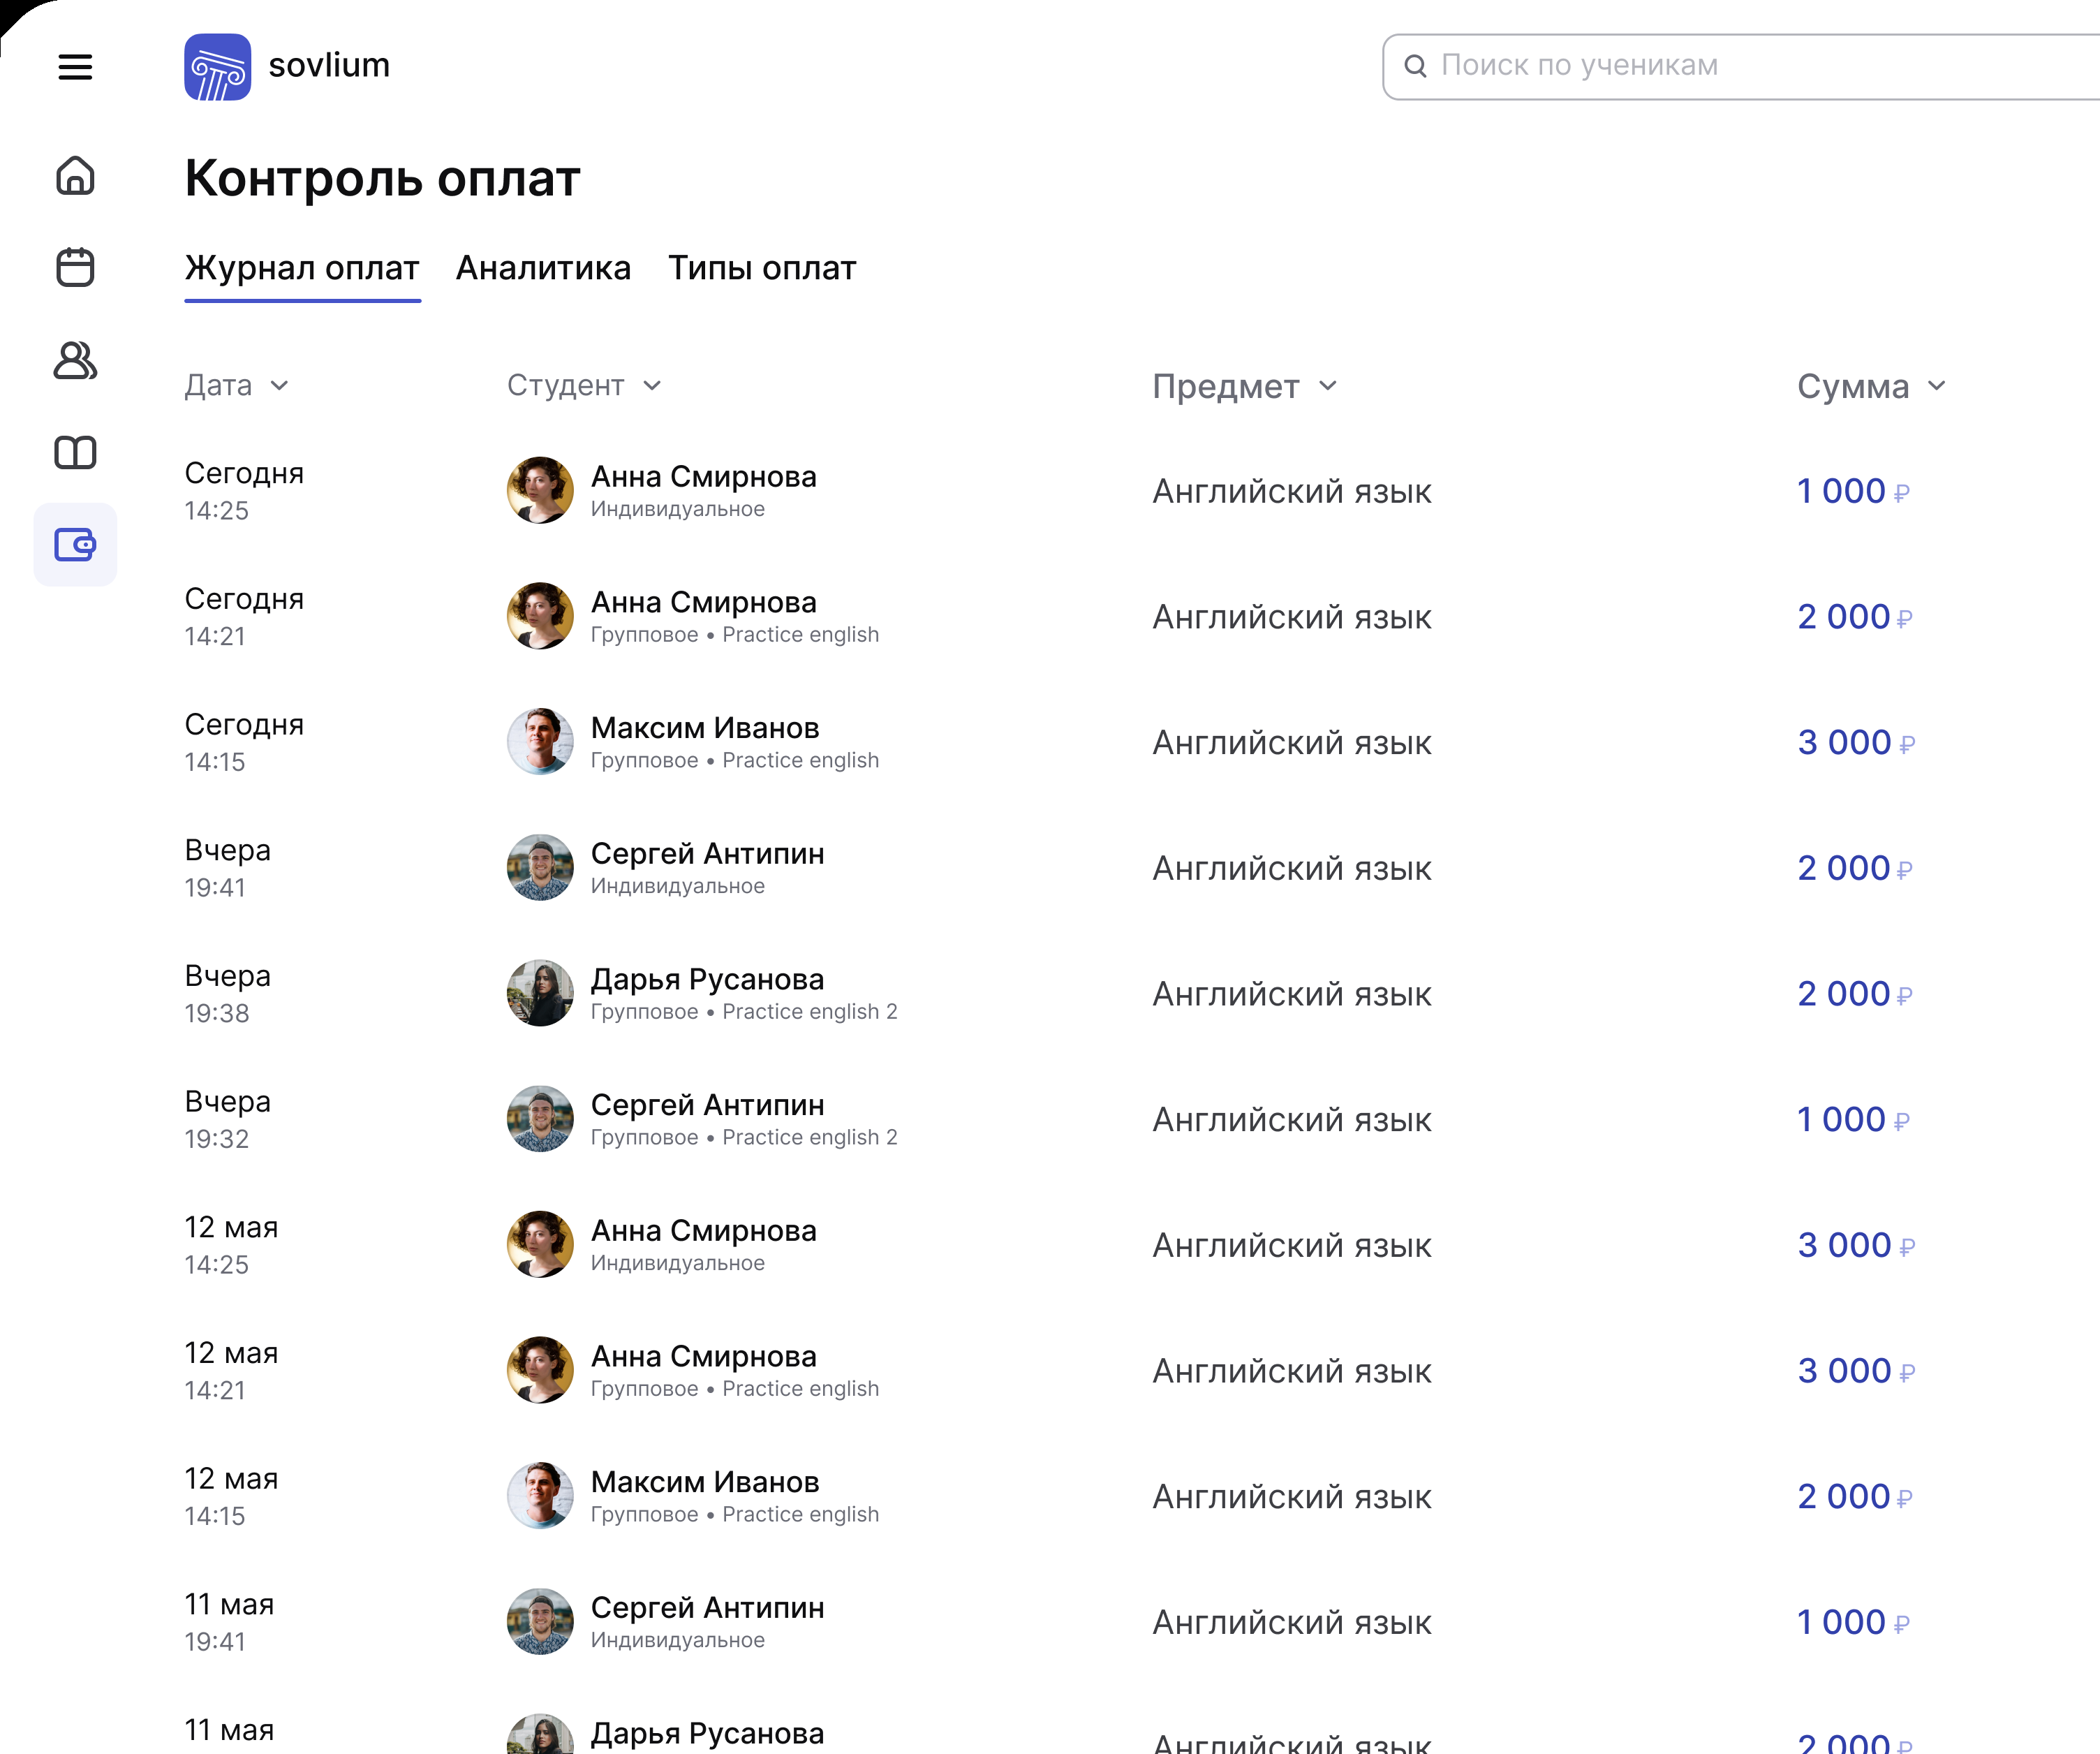 sovlium
Поиск по ученикам
Контроль оплат
Журнал оплат Аналитика Типы оплат
Дата Студент Предмет Сумма
Сегодня
14:25
Анна Смирнова
Индивидуальное
Английский язык
1 000 ₽
Сегодня
14:21
Анна Смирнова
Групповое • Practice english
Английский язык
2 000 ₽
Сегодня
14:15
Максим Иванов
Групповое • Practice english
Английский язык
3 000 ₽
Вчера
19:41
Сергей Антипин
Индивидуальное
Английский язык
2 000 ₽
Вчера
19:38
Дарья Русанова
Групповое • Practice english 2
Английский язык
2 000 ₽
Вчера
19:32
Сергей Антипин
Групповое • Practice english 2
Английский язык
1 000 ₽
12 мая
14:25
Анна Смирнова
Индивидуальное
Английский язык
3 000 ₽
12 мая
14:21
Анна Смирнова
Групповое • Practice english
Английский язык
3 000 ₽
12 мая
14:15
Максим Иванов
Групповое • Practice english
Английский язык
2 000 ₽
11 мая
19:41
Сергей Антипин
Индивидуальное
Английский язык
1 000 ₽
11 мая
Дарья Русанова
Английский язык
2 000 ₽